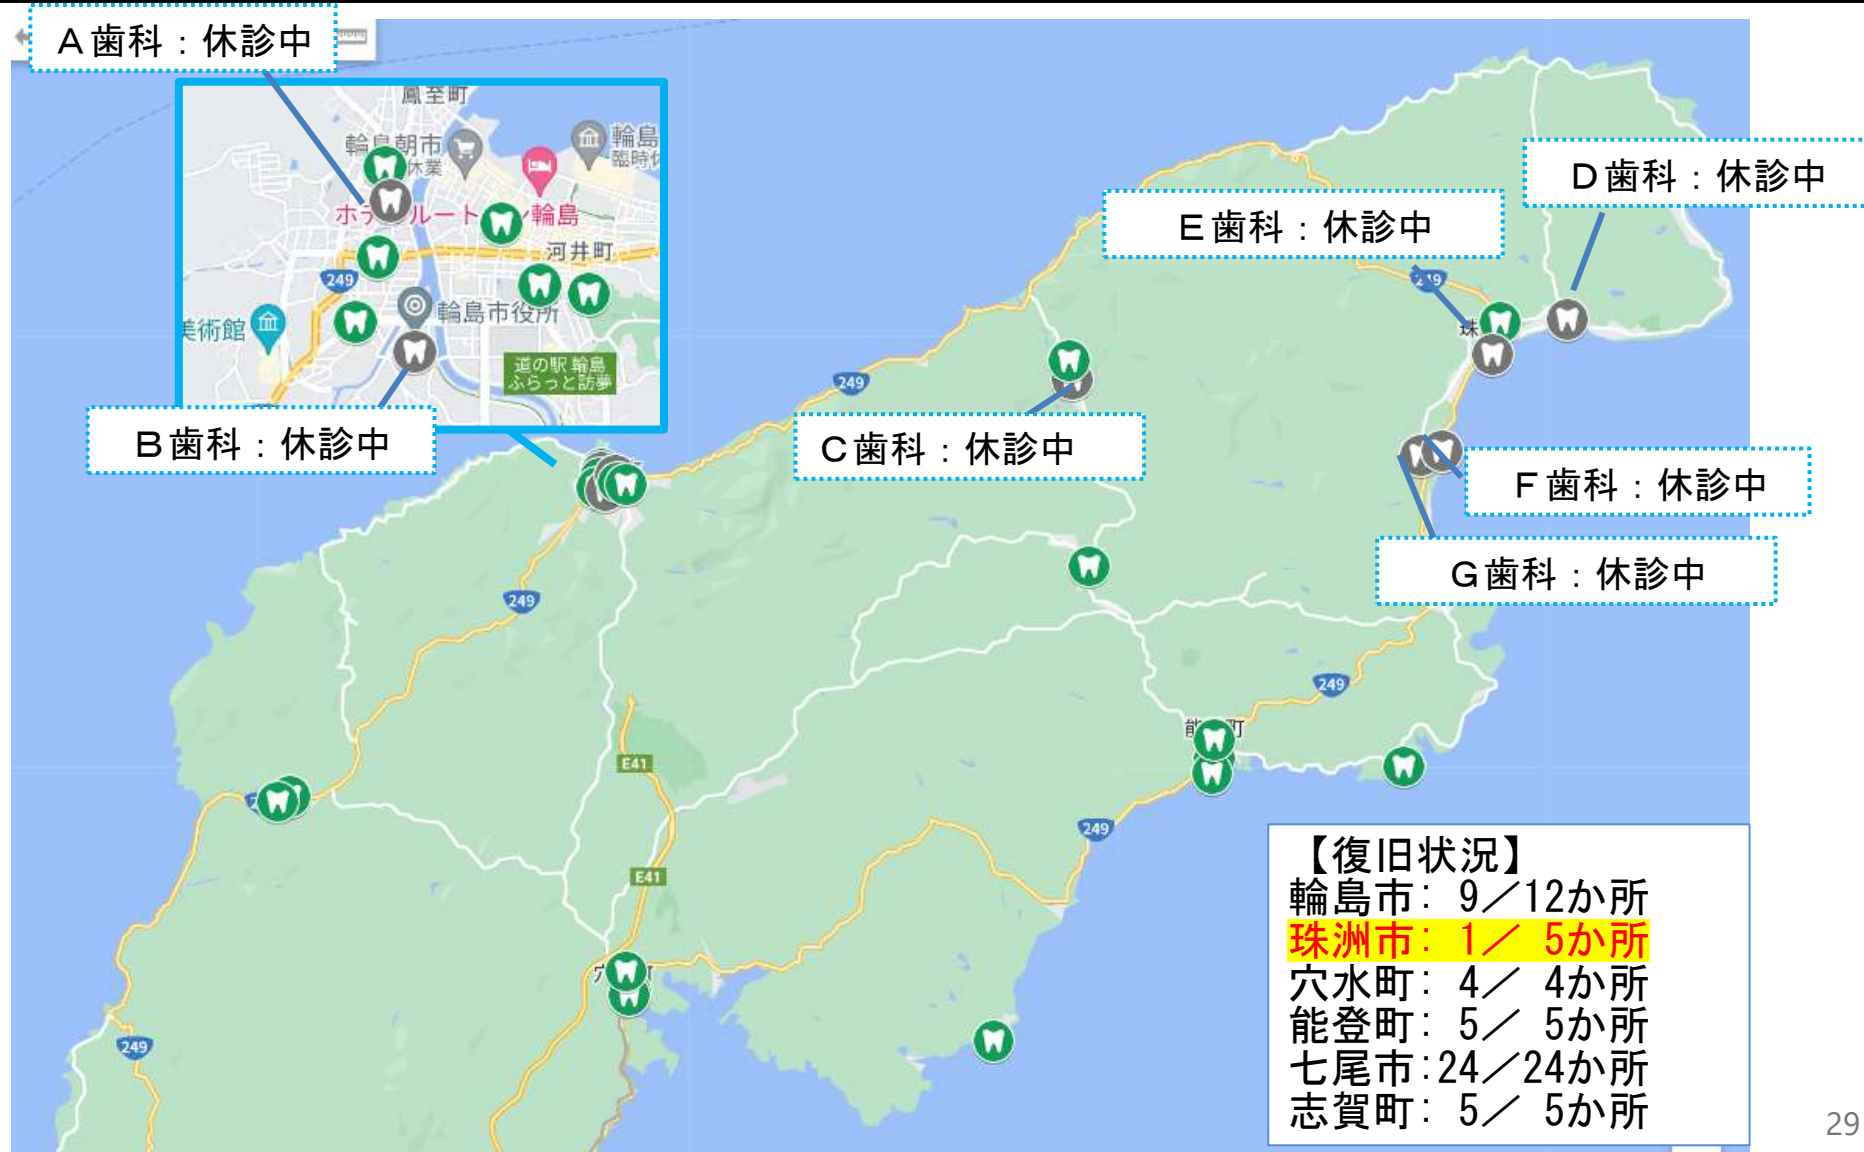 A歯科：休診中
鳳至町
輪島朝市
休業
輪島
臨時休
ホテルルートイン輪島
河井町
249
輪島市役所
美術館
道の駅 輪島
ふらっと訪夢
B歯科：休診中
D歯科：休診中
E歯科：休診中
249
珠
249
C歯科：休診中
F歯科：休診中
G歯科：休診中
249
249
能 町
E41
249
E41
穴
249
【復旧状況】
輪島市： 9／12か所
珠洲市： 1／ 5か所
穴水町： 4／ 4か所
能登町： 5／ 5か所
七尾市：24／24か所
志賀町： 5／ 5か所
29